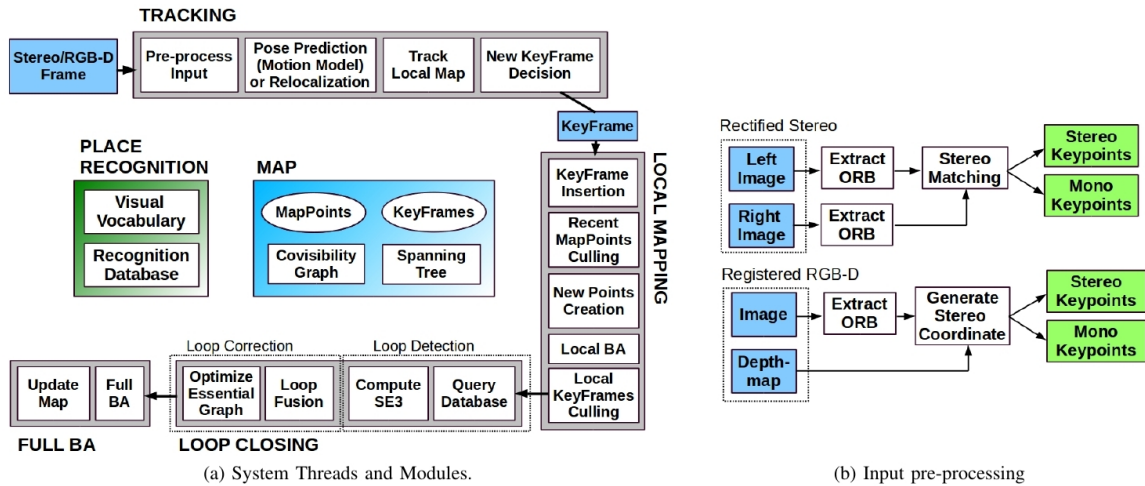 TRACKING
Stereo/RGB-D
Frame
Pre-process
Input
Pose Prediction
(Motion Model)
or Relocalization
Track
Local Map
New KeyFrame
Decision
KeyFrame
PLACE
RECOGNITION
Visual
Vocabulary
Recognition
Database
MAP
MapPoints
KeyFrames
Covisibility
Graph
Spanning
Tree
LOCAL MAPPING
KeyFrame
Insertion
Recent
MapPoints
Culling
New Points
Creation
Local BA
Local
KeyFrames
Culling
Loop Correction
Loop Detection
Optimize
Essential
Graph
Loop
Fusion
Compute
SE3
Query
Database
Update
Map
Full
BA
FULL BA
LOOP CLOSING
(a) System Threads and Modules.
Rectified Stereo
Left
Image
Extract
ORB
Stereo
Matching
Stereo
Keypoints
Mono
Keypoints
Right
Image
Extract
ORB
Registered RGB-D
Image
Extract
ORB
Generate
Stereo
Coordinate
Stereo
Keypoints
Mono
Keypoints
Depth-
map
(b) Input pre-processing